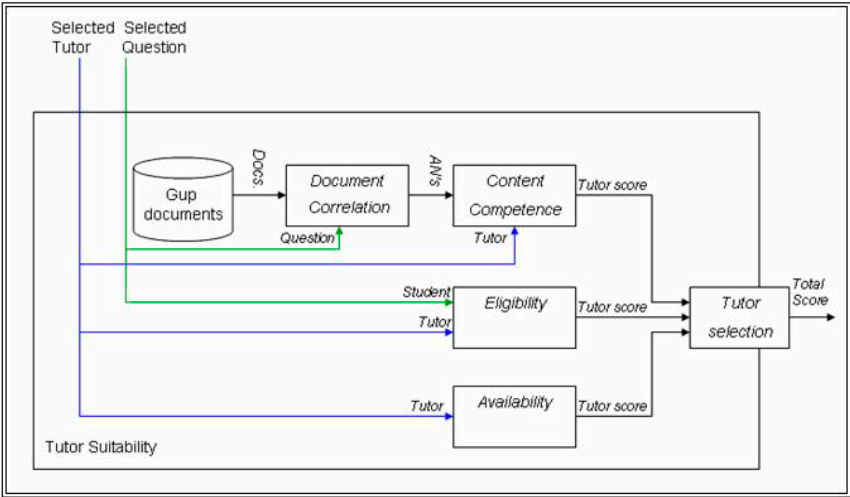 Selected Selected
Tutor Question
Docs.
AN's
Gup
documents
Document
Correlation
Content
Competence
Tutor score
Question
Tutor
Student
Eligibility
Tutor score
Tutor
Tutor
selection
Total
Score
Tutor
Availability
Tutor score
Tutor Suitability